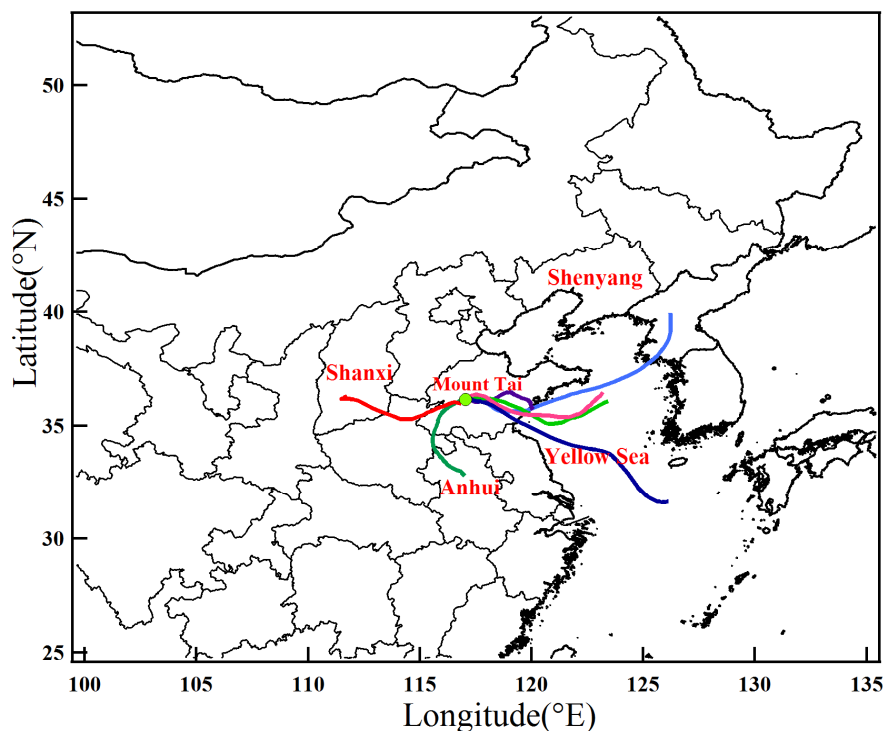 50
45
40
35
30
25
Latitude(°N)
Shenyang
Shanxi
Mount Tai
Yellow Sea
Anhui
100
105
110
115
120
125
130
135
Longitude(°E)